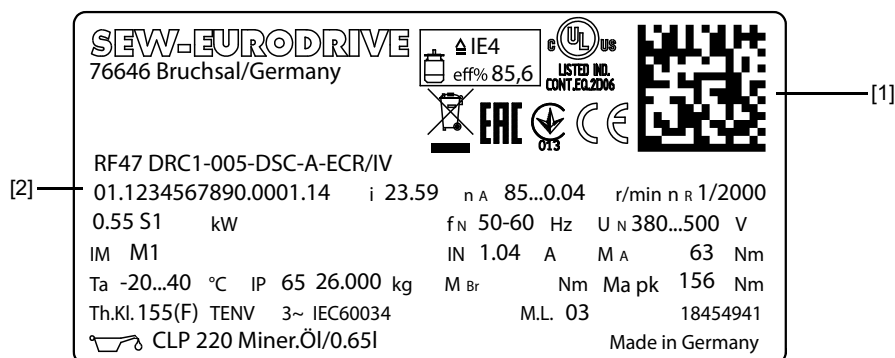 SEW-EURODRIVE
76646 Bruchsal/Germany
IE4
eff% 85,6
C UL US
LISTED IND.
CONT.EQ.2D06
[1]
EAC 013 CE
RF47 DRC1-005-DSC-A-ECR/IV
[2] 01.1234567890.0001.14 i 23.59 n A 85...0.04 r/min n R 1/2000
0.55 S1 kW f N 50-60 Hz U N 380...500 V
IM M1 IN 1.04 A M A 63 Nm
Ta -20...40 °C IP 65 26.000 kg M Br Nm Ma pk 156 Nm
Th.Kl. 155(F) TENV 3~ IEC60034 M.L. 03 18454941
CLP 220 Miner.Öl/0.65l Made in Germany